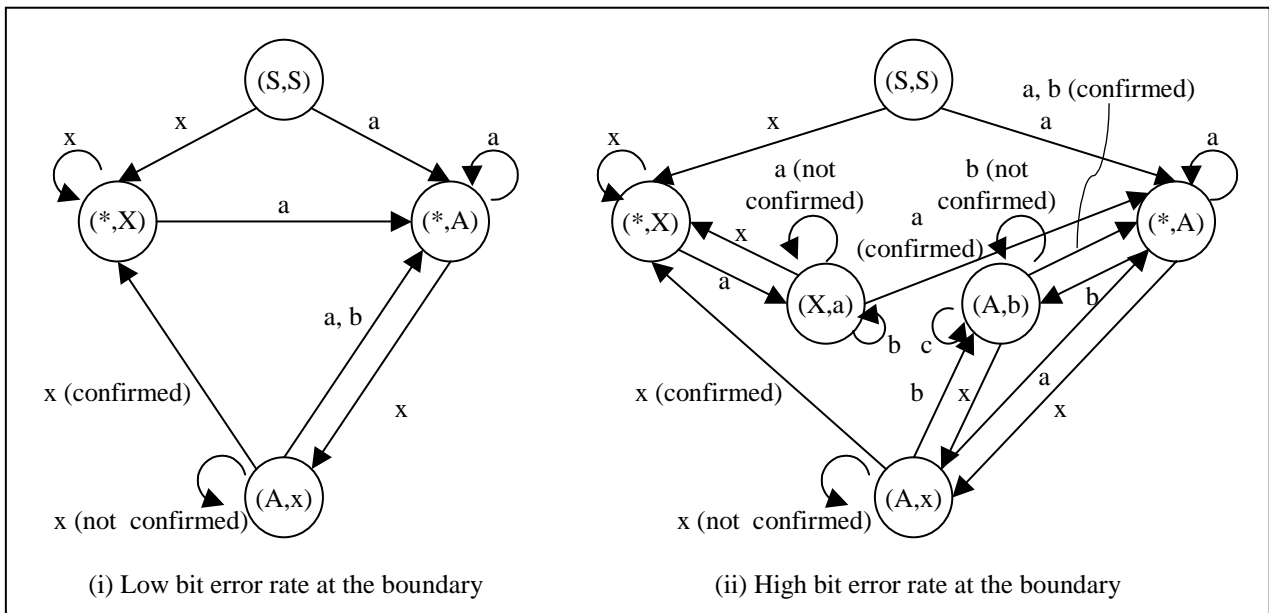 (S,S)
x
a
x
a
(*,X)
a
(*,A)
a, b
x (confirmed)
x
(A,x)
x (not confirmed)
(i) Low bit error rate at the boundary
(S,S)
a, b (confirmed)
x
a
x
a
a (not
confirmed)
b (not
confirmed)
(*,X)
a
(confirmed)
(*,A)
x
a
(X,a)
(A,b)
b
b
c
x (confirmed)
b
x
a
x
(A,x)
x (not confirmed)
(ii) High bit error rate at the boundary